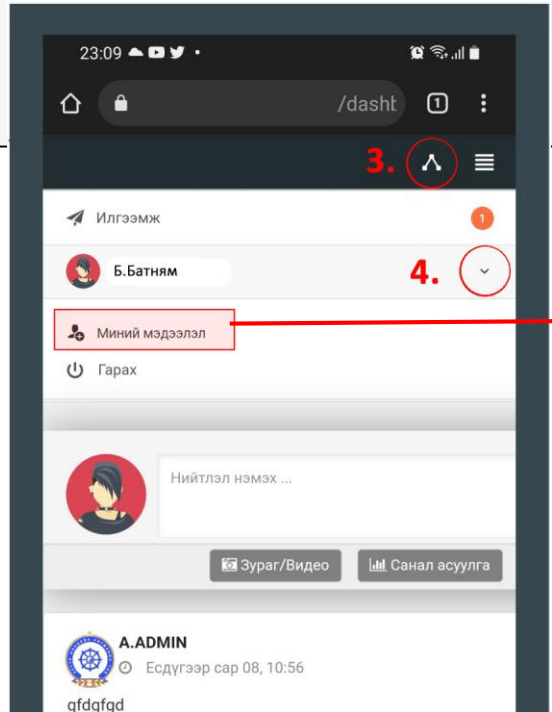 23:09
/dasht 1
3.
Илгээмж 1
Б.Батням 4.
Миний мэдээлэл
Гарах
Нийтлэл нэмэх ...
Зураг/Видео Санал асуулга
A.ADMIN
Есдүгээр сар 08, 10:56
gfdgfgd